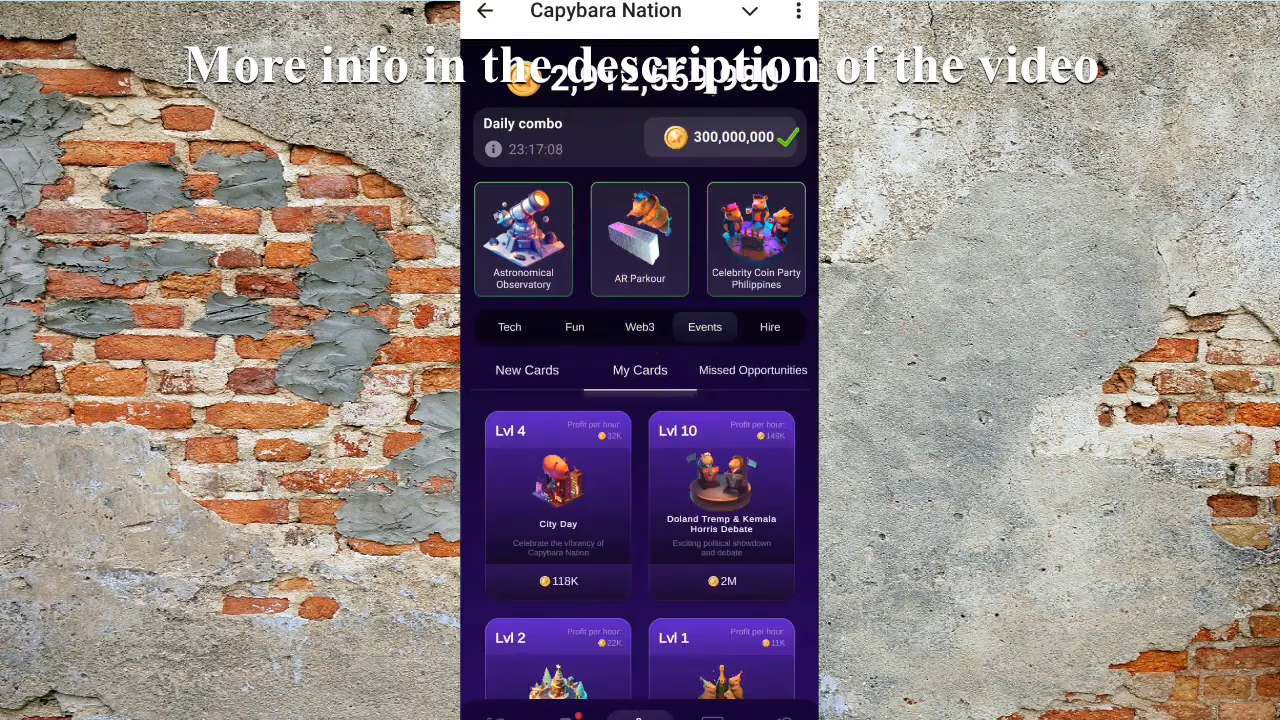 Capybara Nation
More info in the description of the video
Daily combo
300,000,000
23:17:08
Astronomical
Observatory
AR Parkour
Celebrity Coin Party
Philippines
Tech Fun Web3 Events Hire
New Cards My Cards Missed Opportunities
Lvl 4
Profit per hour:
32K
City Day
Celebrate the vibrancy of
Capybara Nation
118K
Lvl 10
Profit per hour:
149K
Doland Tremp & Kemala
Horris Debate
Exciting political showdown
and debate
2M
Lvl 2
Profit per hour:
22K
Lvl 1
Profit per hour:
11K